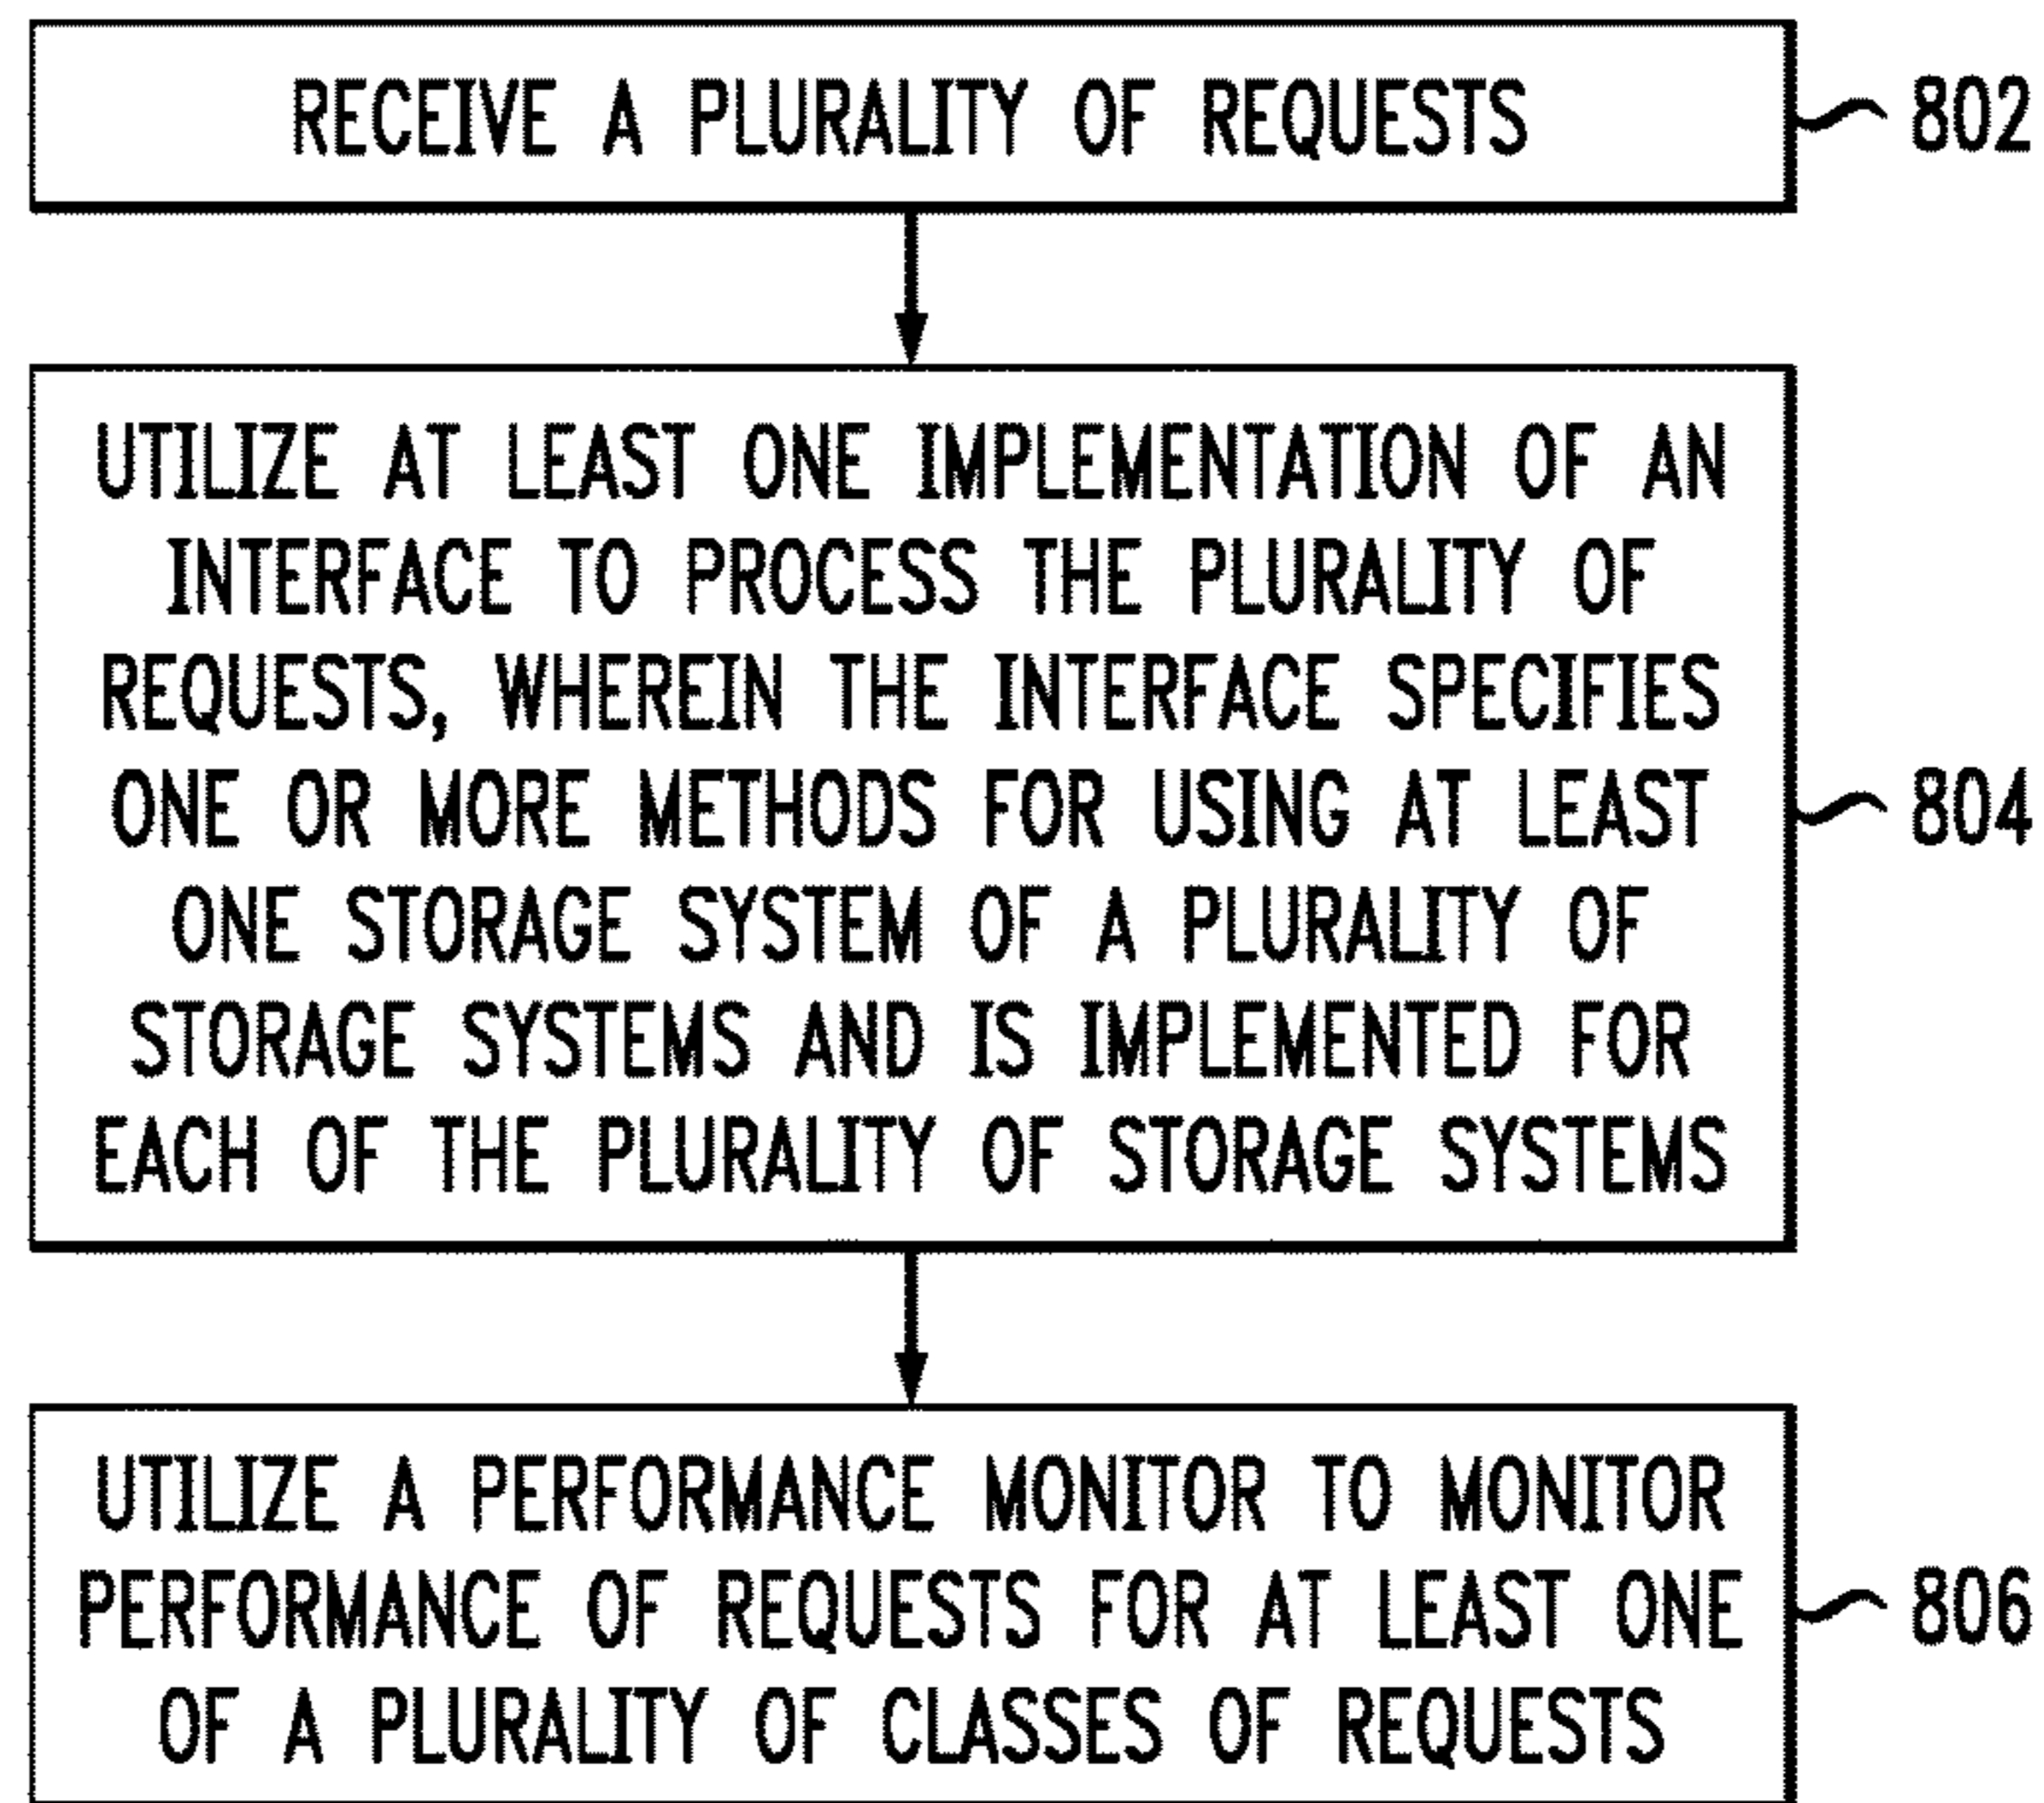 RECEIVE A PLURALITY OF REQUESTS
802
UTILIZE AT LEAST ONE IMPLEMENTATION OF AN
INTERFACE TO PROCESS THE PLURALITY OF
REQUESTS, WHEREIN THE INTERFACE SPECIFIES
ONE OR MORE METHODS FOR USING AT LEAST
ONE STORAGE SYSTEM OF A PLURALITY OF
STORAGE SYSTEMS AND IS IMPLEMENTED FOR
EACH OF THE PLURALITY OF STORAGE SYSTEMS
804
UTILIZE A PERFORMANCE MONITOR TO MONITOR
PERFORMANCE OF REQUESTS FOR AT LEAST ONE
OF A PLURALITY OF CLASSES OF REQUESTS
806